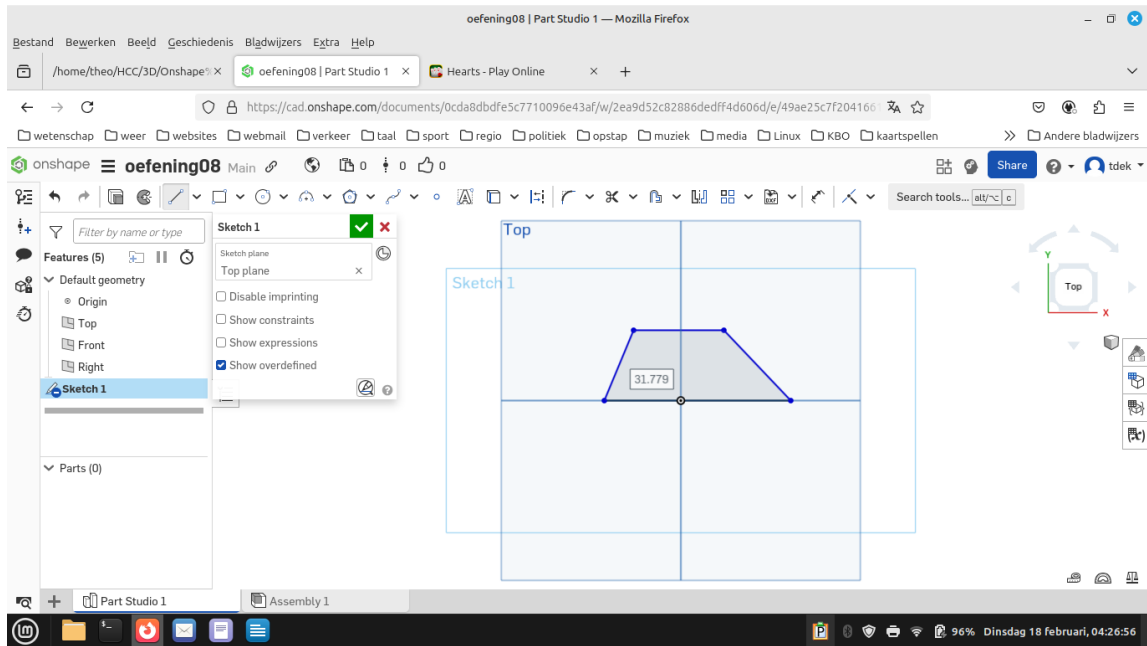 oefening08 | Part Studio 1 — Mozilla Firefox
Bestand Bewerken Beeld Geschiedenis Bladwijzers Extra Help
/home/theo/HCC/3D/Onshape% oefening08 | Part Studio 1 Hearts - Play Online
https://cad.onshape.com/documents/0cda8dbdfe5c7710096e43af/w/2ea9d52c82886dedff4d606d/e/49ae25c7f2041661
wetenschap weer websites webmail verkeer taal sport regio politiek opstap muziek media Linux KBO kaartspellen Andere bladwijzers
onshape oefening08 Main 0 0 0 Share tdek
Search tools... alt/⌥ c
Filter by name or type
Features (5)
Default geometry
Origin
Top
Front
Right
Sketch 1
Parts (0)
Sketch 1
Sketch plane
Top plane
Disable imprinting
Show constraints
Show expressions
Show overdefined
Top
Sketch 1
31.779
Y
Top
X
Part Studio 1 Assembly 1
96% Dinsdag 18 februari, 04:26:56